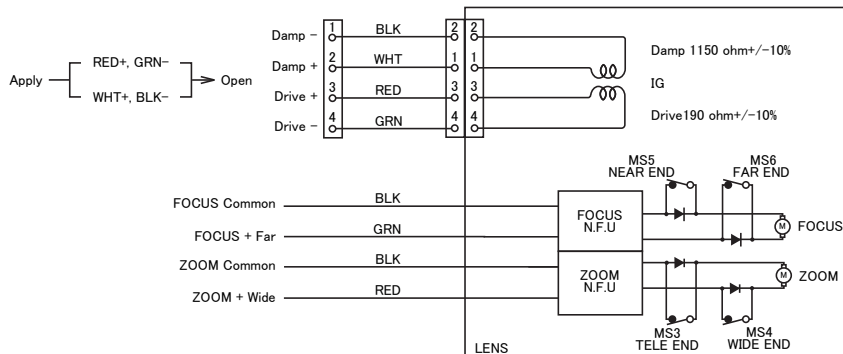 Apply
RED+, GRN−
WHT+, BLK−
Open
Damp − 1 BLK 2 2
Damp + 2 WHT 1 1
Drive + 3 RED 3 3
Drive − 4 GRN 4 4
Damp 1150 ohm+/-10%
IG
Drive190 ohm+/-10%
MS5
NEAR END
MS6
FAR END
FOCUS Common BLK
FOCUS + Far GRN
FOCUS
N.F.U
M FOCUS
ZOOM Common BLK
ZOOM + Wide RED
ZOOM
N.F.U
M ZOOM
MS3
TELE END
MS4
WIDE END
LENS